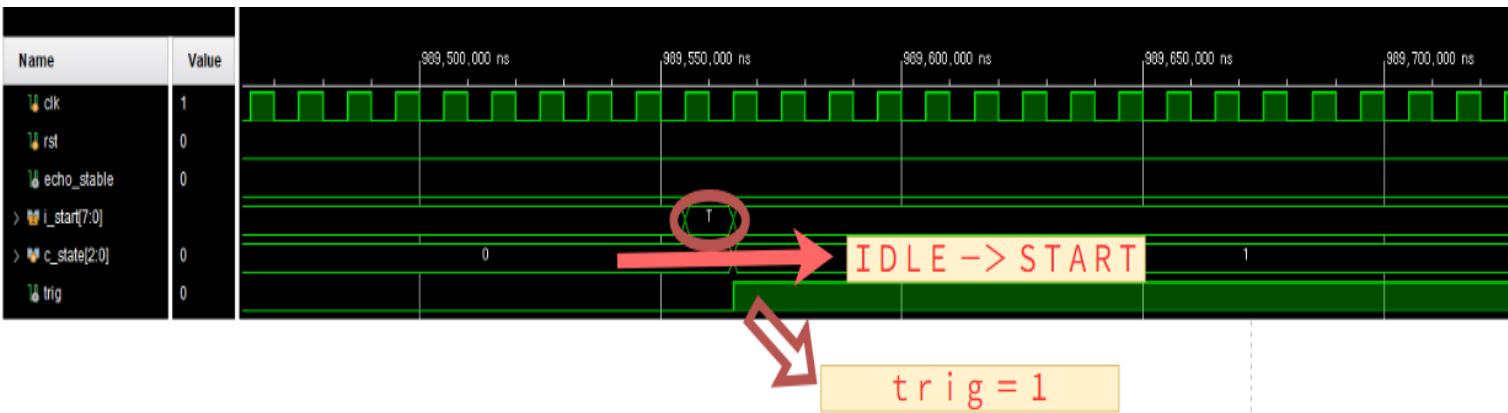 Name Value
989,500,000 ns 989,550,000 ns 989,600,000 ns 989,650,000 ns 989,700,000 ns
clk 1
rst 0
echo_stable 0
> i_start[7:0] T
> c_state[2:0] 0 0 1
IDLE->START
trig 0
trig=1